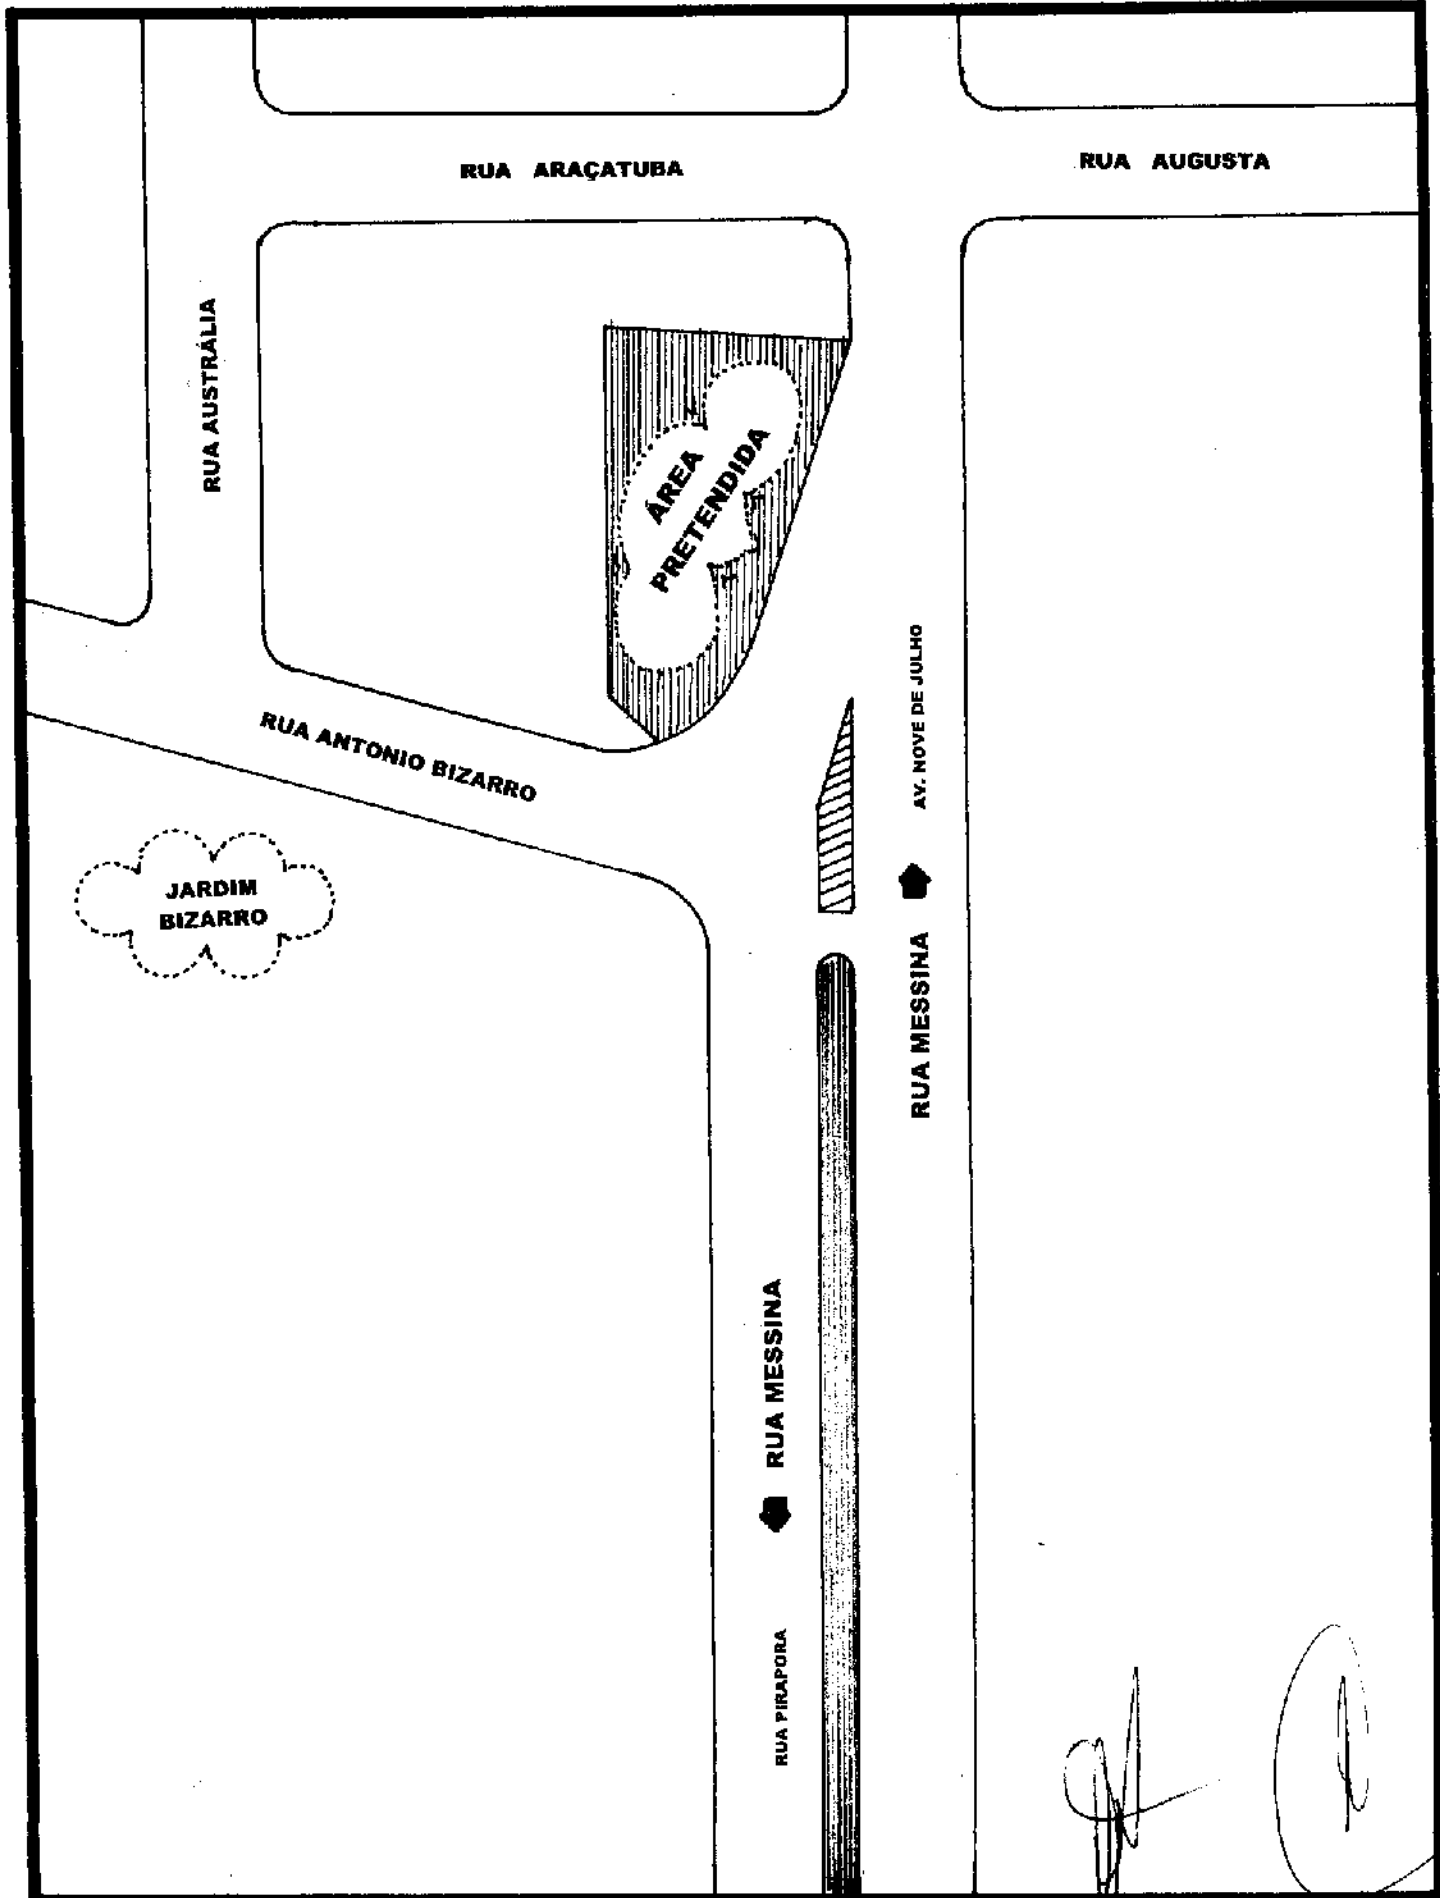 RUA ARAÇATUBA
RUA AUGUSTA
RUA AUSTRÁLIA
ÁREA
PRETENDIDA
AV. NOVE DE JULHO
RUA ANTONIO BIZARRO
JARDIM
BIZARRO
RUA MESSINA
RUA MESSINA
RUA PIRAPORA